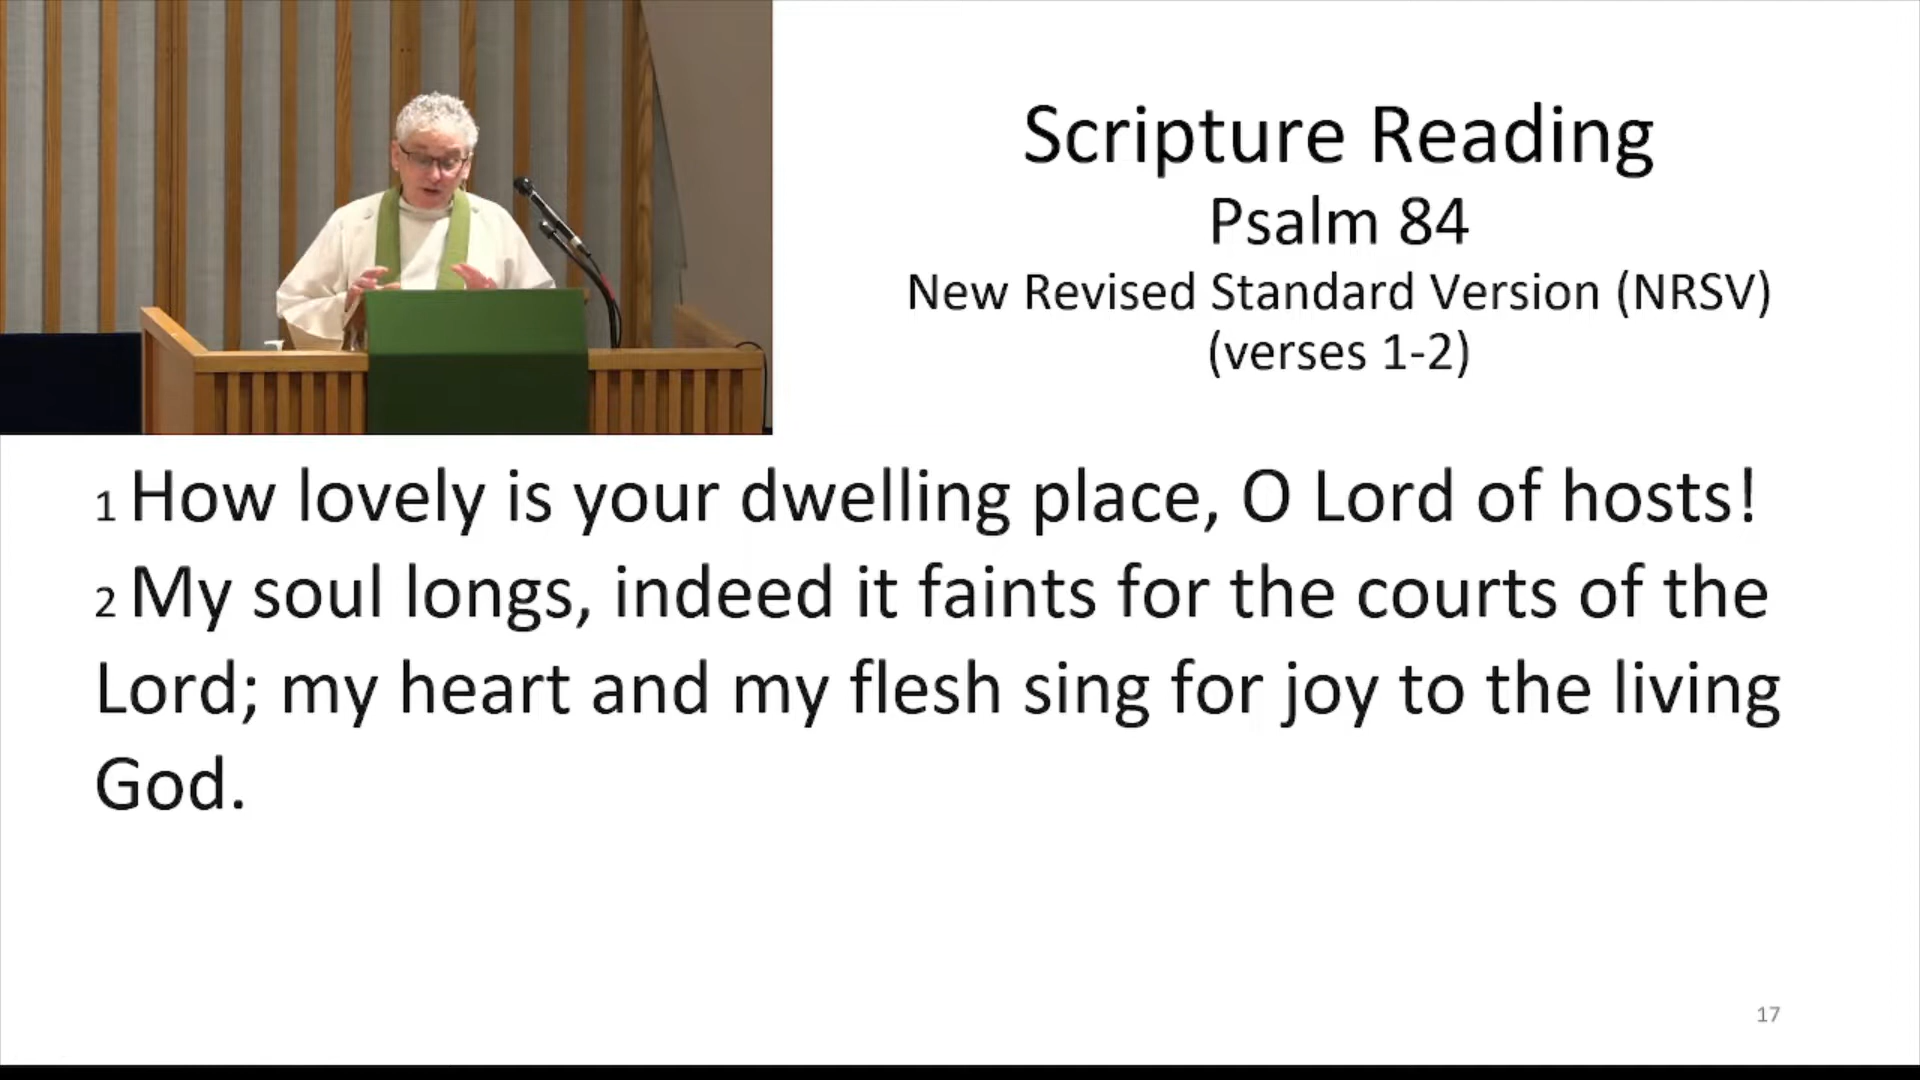 Scripture Reading
Psalm 84
New Revised Standard Version (NRSV)
(verses 1-2)
1 How lovely is your dwelling place, O Lord of hosts!
2 My soul longs, indeed it faints for the courts of the
Lord; my heart and my flesh sing for joy to the living
God.
17